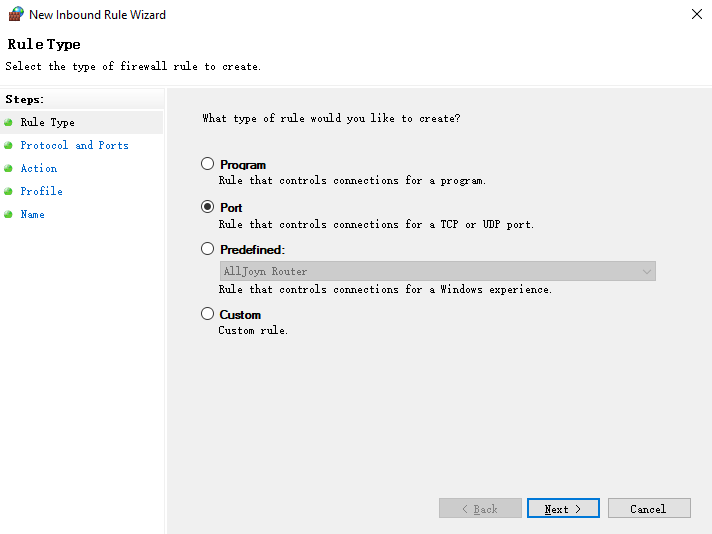 New Inbound Rule Wizard
Rule Type
Select the type of firewall rule to create.
Steps:
Rule Type
Protocol and Ports
Action
Profile
Name
What type of rule would you like to create?
Program
Rule that controls connections for a program.
Port
Rule that controls connections for a TCP or UDP port.
Predefined:
AllJoyn Router
Rule that controls connections for a Windows experience.
Custom
Custom rule.
< Back
Next >
Cancel